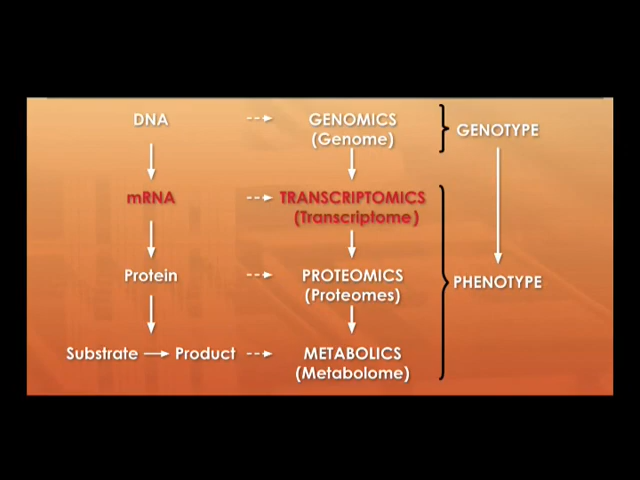 DNA
GENOMICS
(Genome)
GENOTYPE
mRNA
TRANSCRIPTOMICS
(Transcriptome)
Protein
PROTEOMICS
(Proteomes)
PHENOTYPE
Substrate
Product
METABOLICS
(Metabolome)